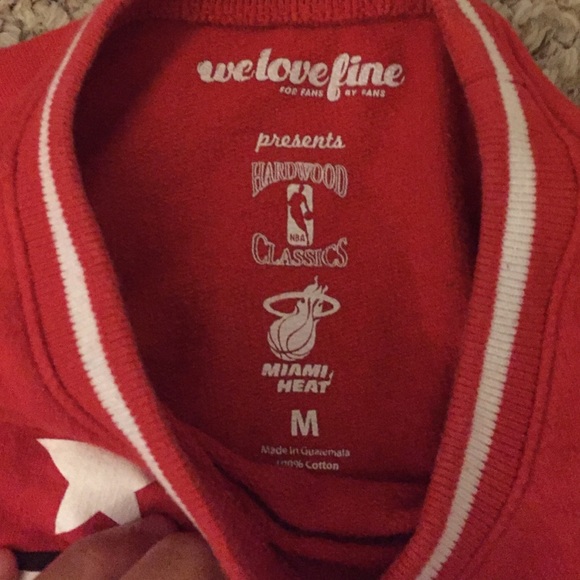 welovefine
FOR FANS BY FANS
presents
HARDWOOD
NBA
CLASSICS
MIAMI
HEAT
M
Made in Guatemala
100% Cotton